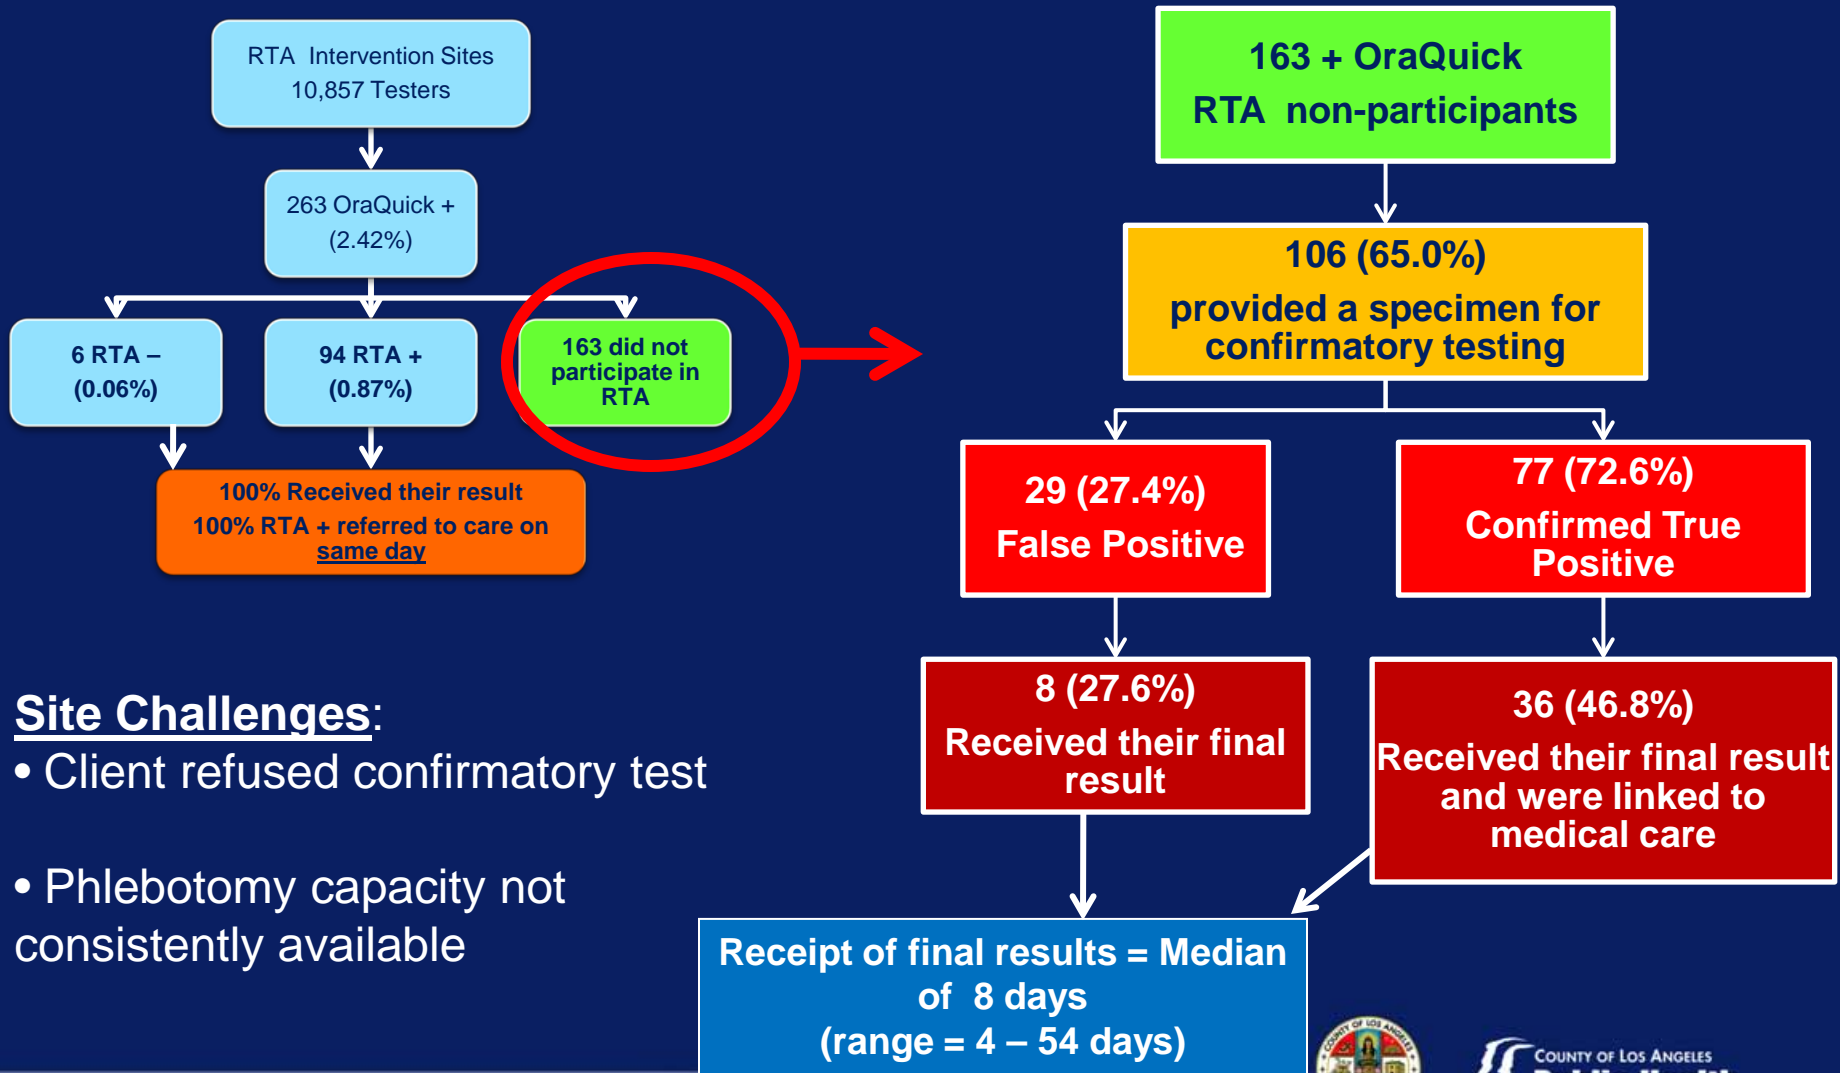 RTA Intervention Sites
10,857 Testers
263 OraQuick +
(2.42%)
6 RTA –
(0.06%)
94 RTA +
(0.87%)
163 did not
participate in
RTA
100% Received their result
100% RTA + referred to care on
same day
163 + OraQuick
RTA non-participants
106 (65.0%)
provided a specimen for
confirmatory testing
29 (27.4%)
False Positive
77 (72.6%)
Confirmed True
Positive
8 (27.6%)
Received their final
result
36 (46.8%)
Received their final result
and were linked to
medical care
Receipt of final results = Median
of 8 days
(range = 4 – 54 days)
Site Challenges:
• Client refused confirmatory test
• Phlebotomy capacity not
consistently available
COUNTY OF LOS ANGELES
COUNTY OF LOS ANGELES